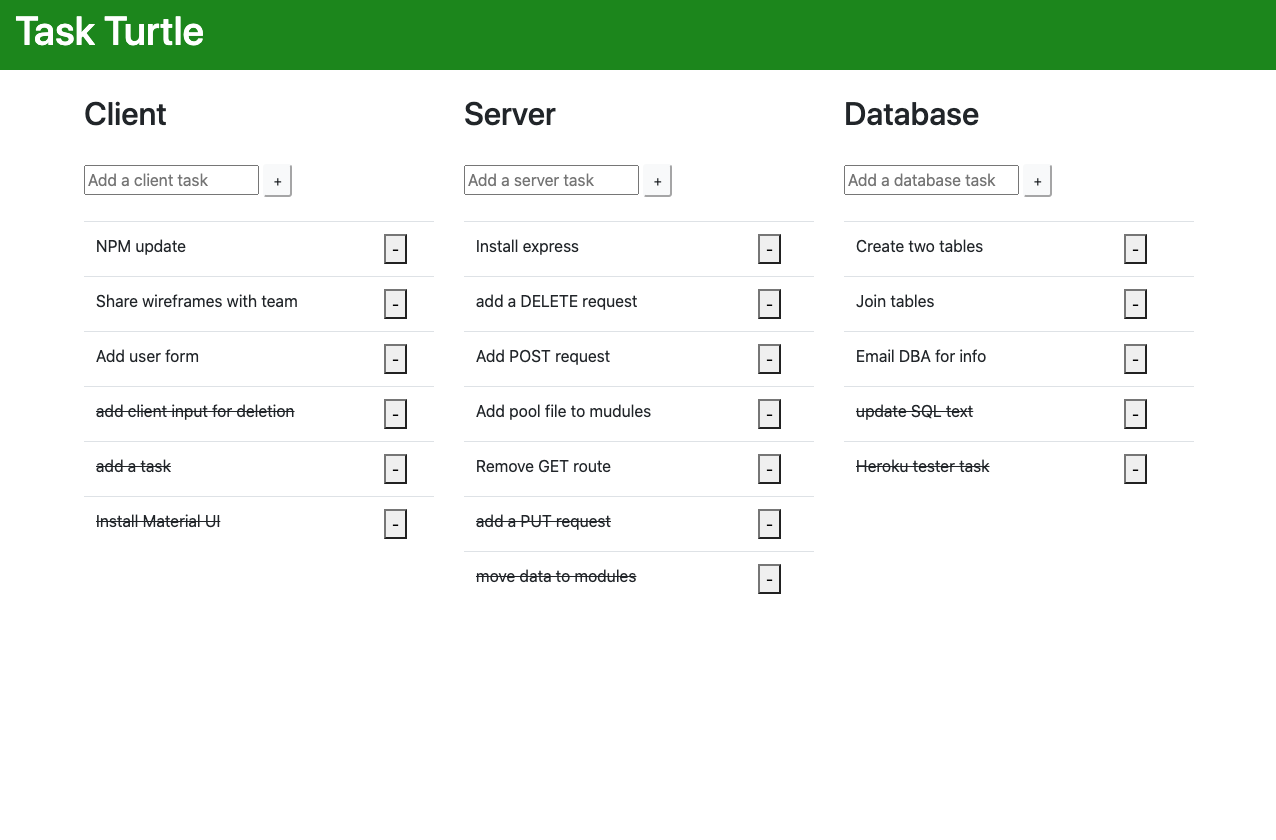 Task Turtle
Client
Add a client task +
NPM update -
Share wireframes with team -
Add user form -
add client input for deletion -
add a task -
Install Material UI -
Server
Add a server task +
Install express -
add a DELETE request -
Add POST request -
Add pool file to mudules -
Remove GET route -
add a PUT request -
move data to modules -
Database
Add a database task +
Create two tables -
Join tables -
Email DBA for info -
update SQL text -
Heroku tester task -